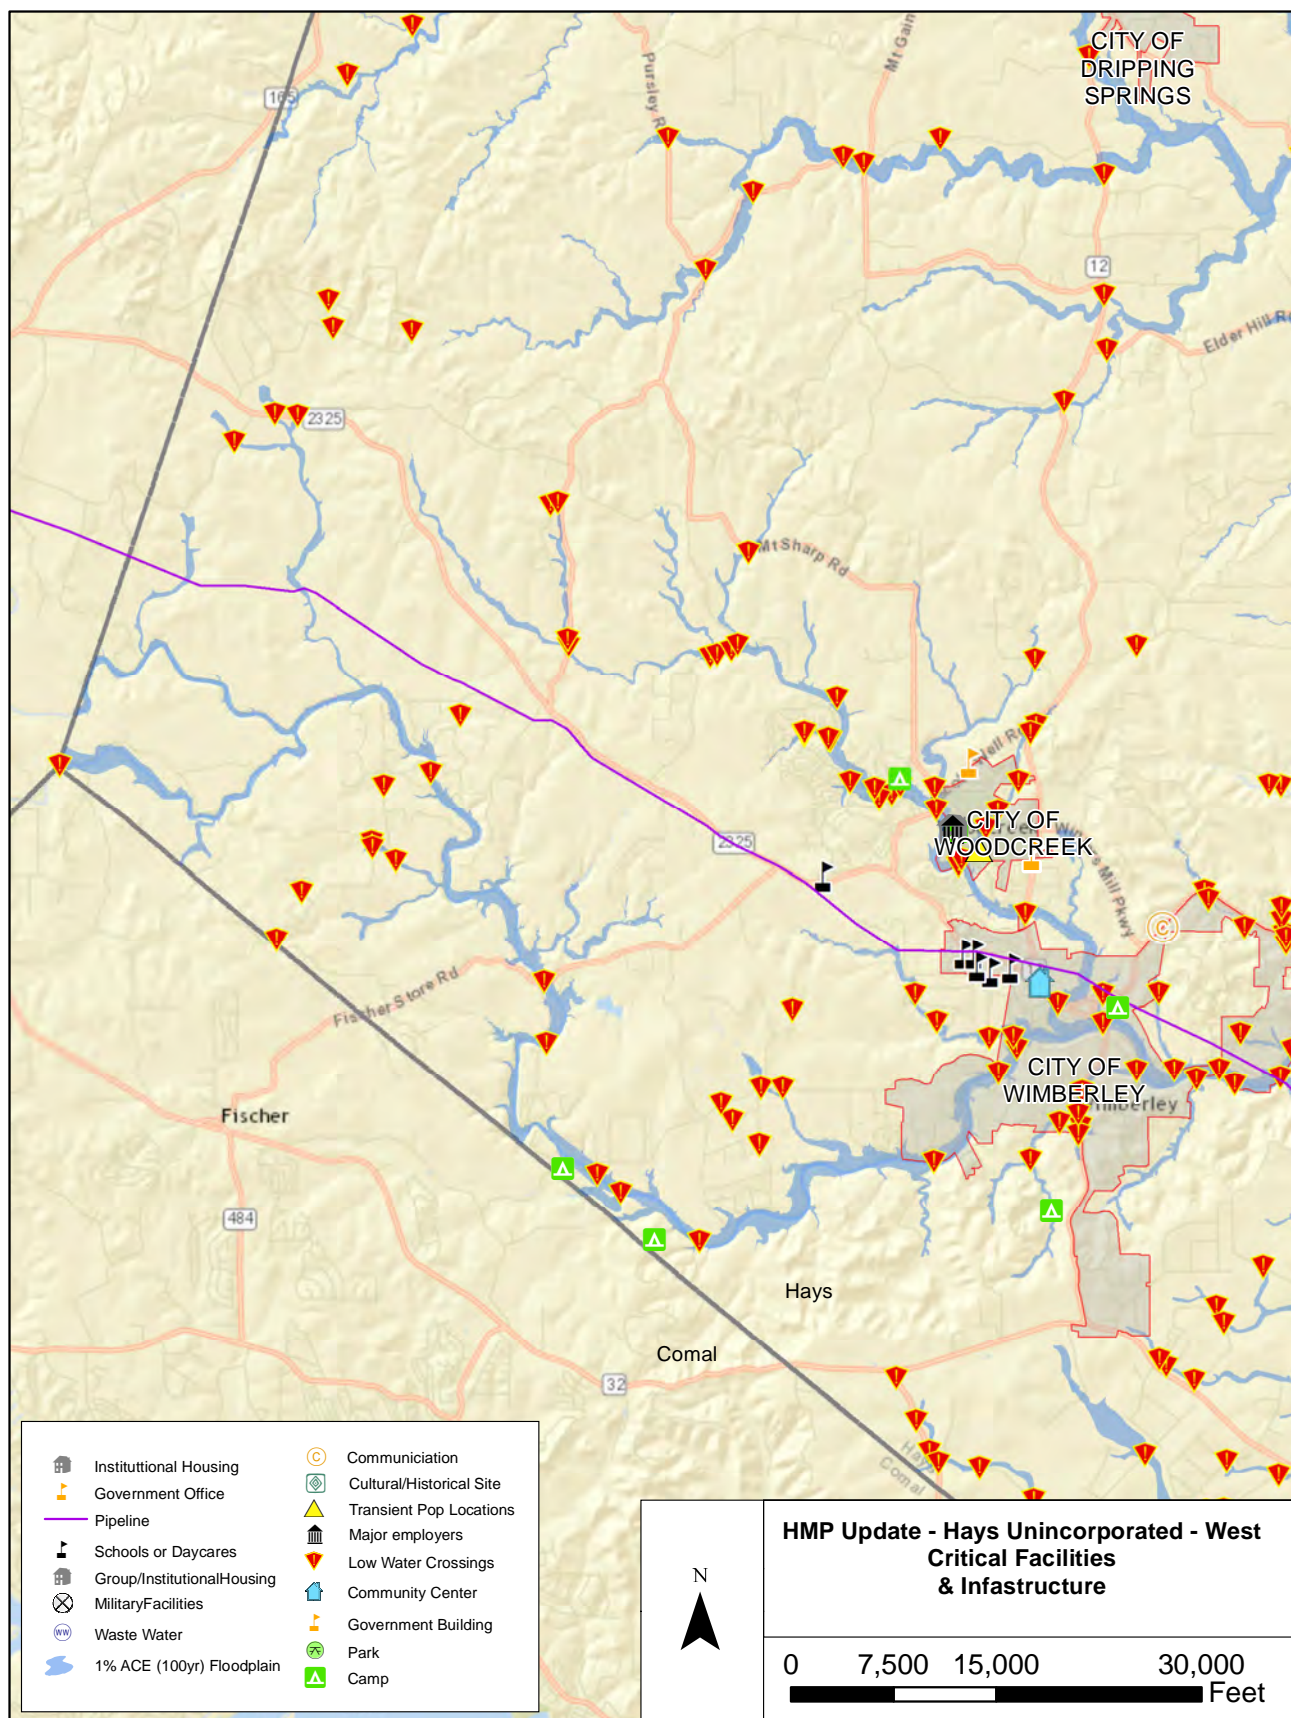 CITY OF
DRIPPING
SPRINGS
Mt Gain
Pursley R
165
12
Elder Hill Rd
2325
Mt Sharp Rd
CITY OF
WOODCREEK
2325
Mill Pkwy
Fischer Store Rd
CITY OF
WIMBERLEY
Wimberley
Fischer
484
Hays
Comal
32
Hays
Comal
Instituttional Housing
Government Office
Pipeline
Schools or Daycares
Group/InstitutionalHousing
MilitaryFacilities
WW
Waste Water
1% ACE (100yr) Floodplain
C
Communiciation
Cultural/Historical Site
Transient Pop Locations
Major employers
Low Water Crossings
Community Center
Government Building
Park
Camp
N
HMP Update - Hays Unincorporated - West
Critical Facilities
& Infastructure
0 7,500 15,000 30,000
Feet